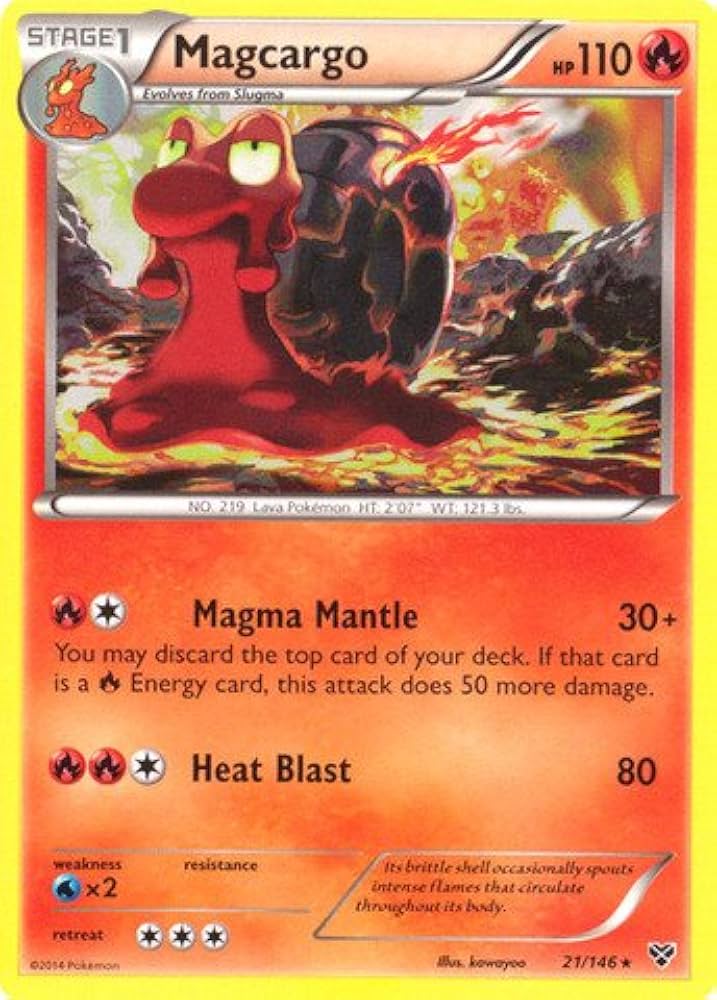 STAGE1
Magcargo
HP110
Evolves from Slugma
NO. 219 Lava Pokémon HT: 2'07" WT: 121.3 lbs.
Magma Mantle 30+
You may discard the top card of your deck. If that card
is a Energy card, this attack does 50 more damage.
Heat Blast 80
weakness resistance
×2
Its brittle shell occasionally spouts
intense flames that circulate
throughout its body.
retreat
©2014 Pokémon
Illus. kawayoo 21/146 ★